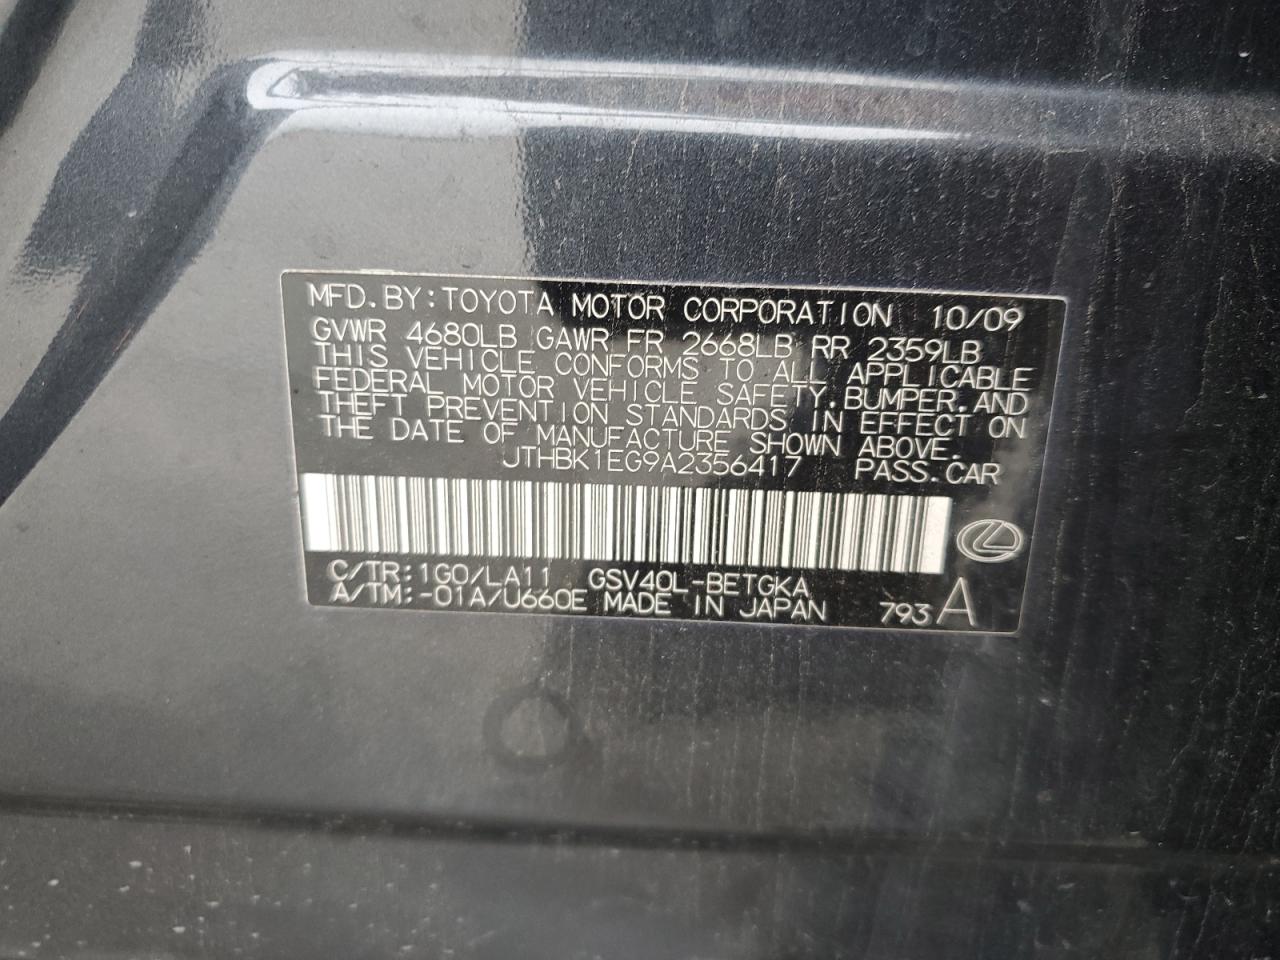 MFD.BY:TOYOTA MOTOR CORPORATION 10/09
GVWR 4680LB GAWR FR 2668LB RR 2359LB
THIS VEHICLE CONFORMS TO ALL APPLICABLE
FEDERAL MOTOR VEHICLE SAFETY,BUMPER,AND
THEFT PREVENTION STANDARDS IN EFFECT ON
THE DATE OF MANUFACTURE SHOWN ABOVE.
JTHBK1EG9A2356417 PASS.CAR
C/TR:1G0/LA11 GSV40L-BETGKA
A/TM:-01A/U660E MADE IN JAPAN 793 A